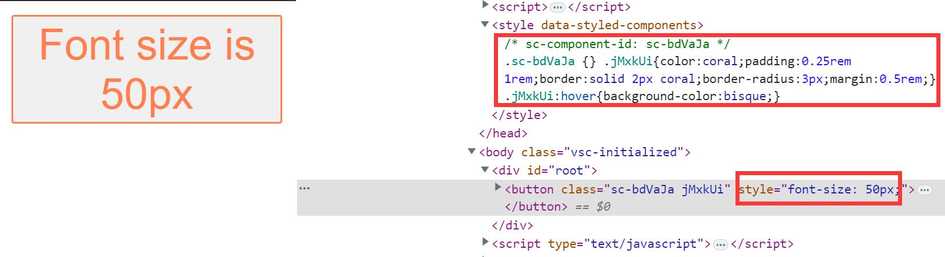 Font size is
50px
<script>…</script>
<style data-styled-components>
/* sc-component-id: sc-bdVaJa */
.sc-bdVaJa {} .jMxkUi{color:coral;padding:0.25rem
1rem;border:solid 2px coral;border-radius:3px;margin:0.5rem;}
.jMxkUi:hover{background-color:bisque;}
</style>
</head>
<body class="vsc-initialized">
<div id="root">
… <button class="sc-bdVaJa jMxkUi" style="font-size: 50px;">…
</button> == $0
</div>
<script type="text/javascript">…</script>